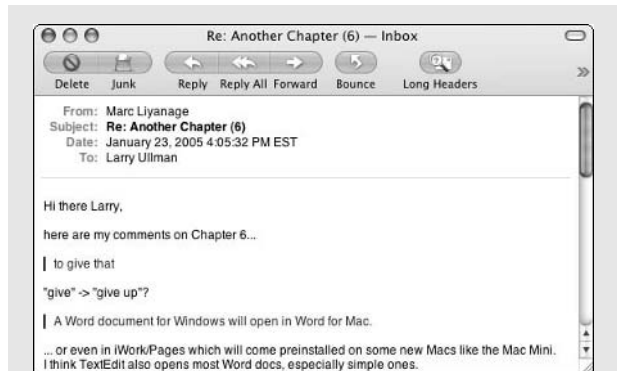 Re: Another Chapter (6) — Inbox
Delete Junk Reply Reply All Forward Bounce Long Headers
From: Marc Liyanage
Subject: Re: Another Chapter (6)
Date: January 23, 2005 4:05:32 PM EST
To: Larry Ullman
Hi there Larry,
here are my comments on Chapter 6...
to give that
"give" -> "give up"?
A Word document for Windows will open in Word for Mac.
... or even in iWork/Pages which will come preinstalled on some new Macs like the Mac Mini.
I think TextEdit also opens most Word docs, especially simple ones.